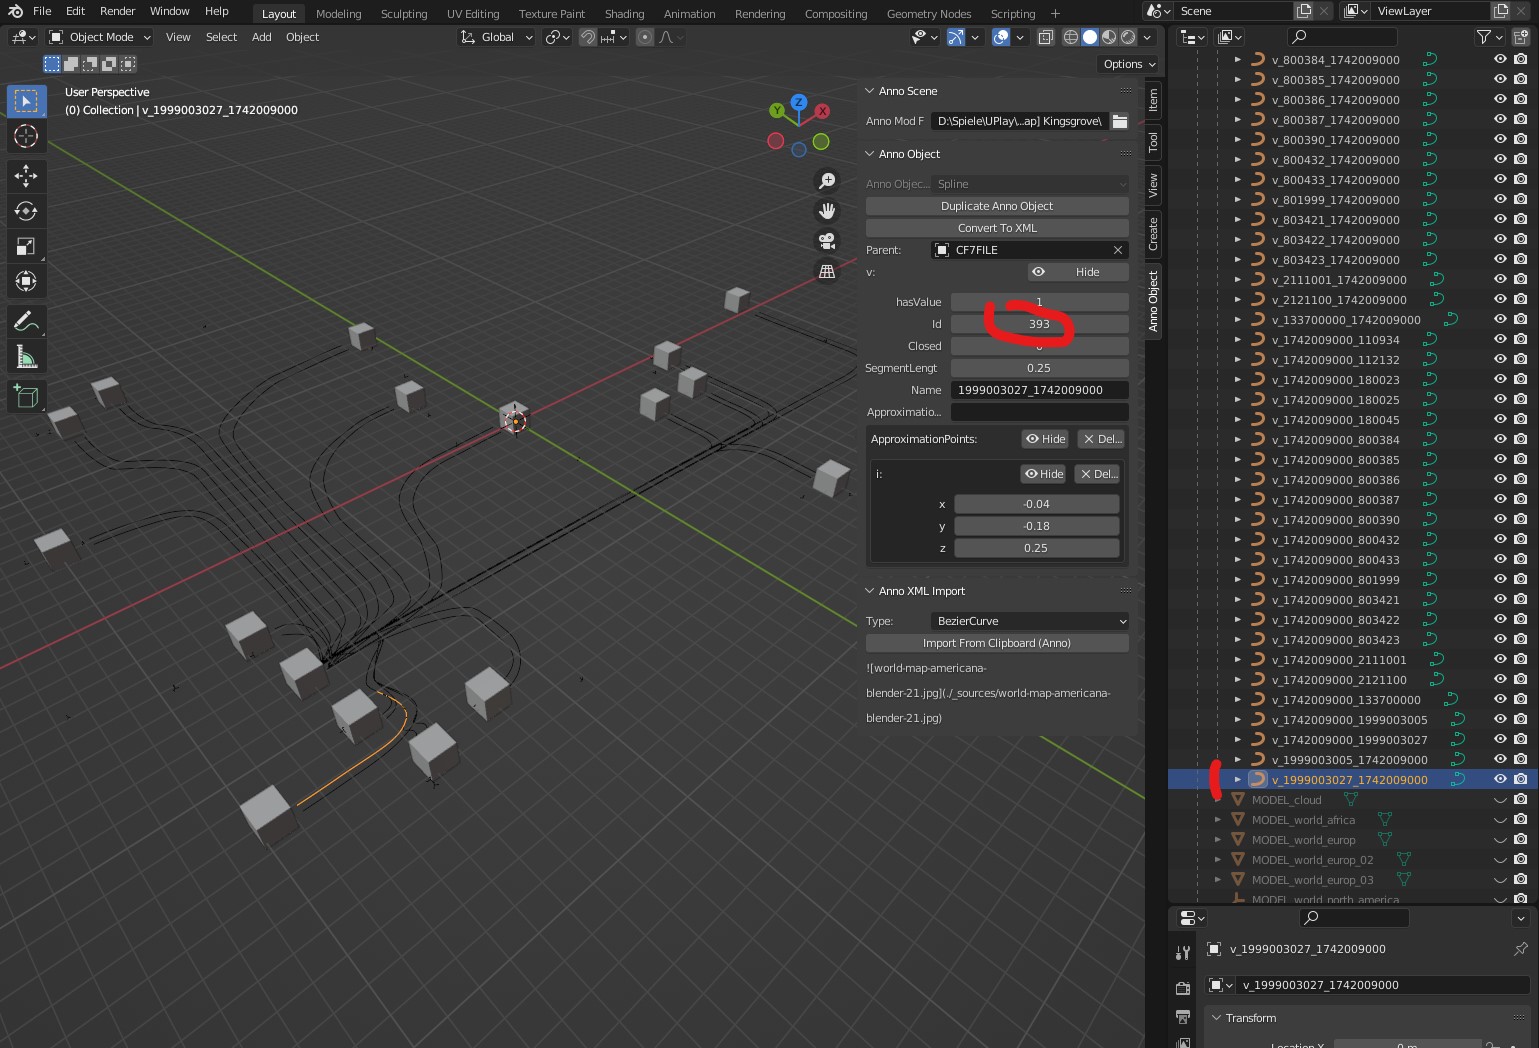 File Edit Render Window Help Layout Modeling Sculpting UV Editing Texture Paint Shading Animation Rendering Compositing Geometry Nodes Scripting + Scene ViewLayer
Object Mode View Select Add Object Global
Options
User Perspective
(0) Collection | v_1999003027_1742009000
Z
Y
X
Anno Scene
Anno Mod F D:\Spiele\UPlay\...ap] Kingsgrove\
Anno Object
Anno Objec... Spline
Duplicate Anno Object
Convert To XML
Parent: CF7FILE
v: Hide
hasValue 1
Id 393
Closed
SegmentLengt 0.25
Name 1999003027_1742009000
Approximatio...
ApproximationPoints: Hide Del...
i: Hide Del...
x -0.04
y -0.18
z 0.25
Anno XML Import
Type: BezierCurve
Import From Clipboard (Anno)
![world-map-americana-
blender-21.jpg](./_sources/world-map-americana-
blender-21.jpg)
Item
Tool
View
Create
Anno Object
v_800384_1742009000
v_800385_1742009000
v_800386_1742009000
v_800387_1742009000
v_800390_1742009000
v_800432_1742009000
v_800433_1742009000
v_801999_1742009000
v_803421_1742009000
v_803422_1742009000
v_803423_1742009000
v_2111001_1742009000
v_2121100_1742009000
v_133700000_1742009000
v_1742009000_110934
v_1742009000_112132
v_1742009000_180023
v_1742009000_180025
v_1742009000_180045
v_1742009000_800384
v_1742009000_800385
v_1742009000_800386
v_1742009000_800387
v_1742009000_800390
v_1742009000_800432
v_1742009000_800433
v_1742009000_801999
v_1742009000_803421
v_1742009000_803422
v_1742009000_803423
v_1742009000_2111001
v_1742009000_2121100
v_1742009000_133700000
v_1742009000_1999003005
v_1742009000_1999003027
v_1999003005_1742009000
v_1999003027_1742009000
MODEL_cloud
MODEL_world_africa
MODEL_world_europ
MODEL_world_europ_02
MODEL_world_europ_03
MODEL_world_north_america
v_1999003027_1742009000
v_1999003027_1742009000
Transform
Location X 0 m